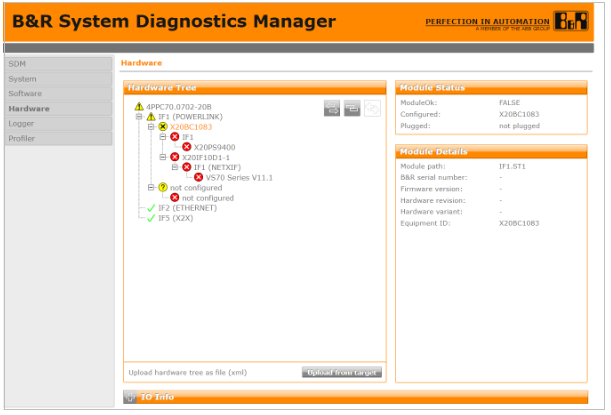 B&R System Diagnostics Manager
PERFECTION IN AUTOMATION
A MEMBER OF THE ABB GROUP
B&R
SDM
System
Software
Hardware
Logger
Profiler
Hardware
Hardware Tree
4PPC70.0702-20B
IF1 (POWERLINK)
X20BC1083
IF1
X20PS9400
X20IF10D1-1
IF1 (NETXIF)
VS70 Series V11.1
not configured
not configured
IF2 (ETHERNET)
IF5 (X2X)
Upload hardware tree as file (xml)
Upload from target
Module Status
ModuleOk: FALSE
Configured: X20BC1083
Plugged: not plugged
Module Details
Module path: IF1.ST1
B&R serial number: -
Firmware version: -
Hardware revision: -
Hardware variant: -
Equipment ID: X20BC1083
IO Info